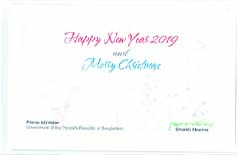 Happy New Year 2019
and
Merry Christmas
Prime Minister
Government of the People's Republic of Bangladesh
Sheikh Hasina